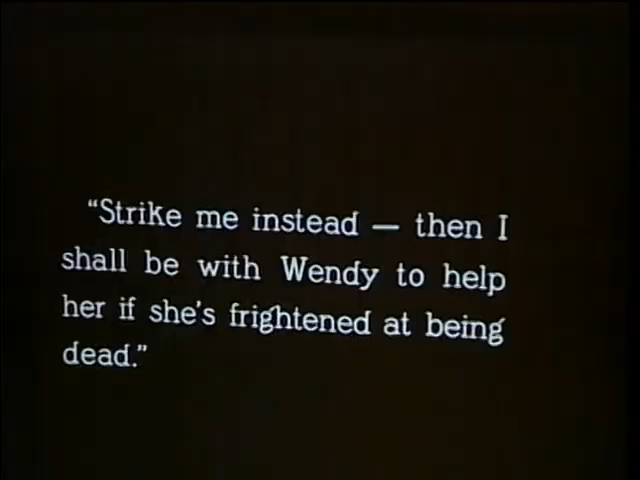 “Strike me instead — then I
shall be with Wendy to help
her if she's frightened at being
dead.”